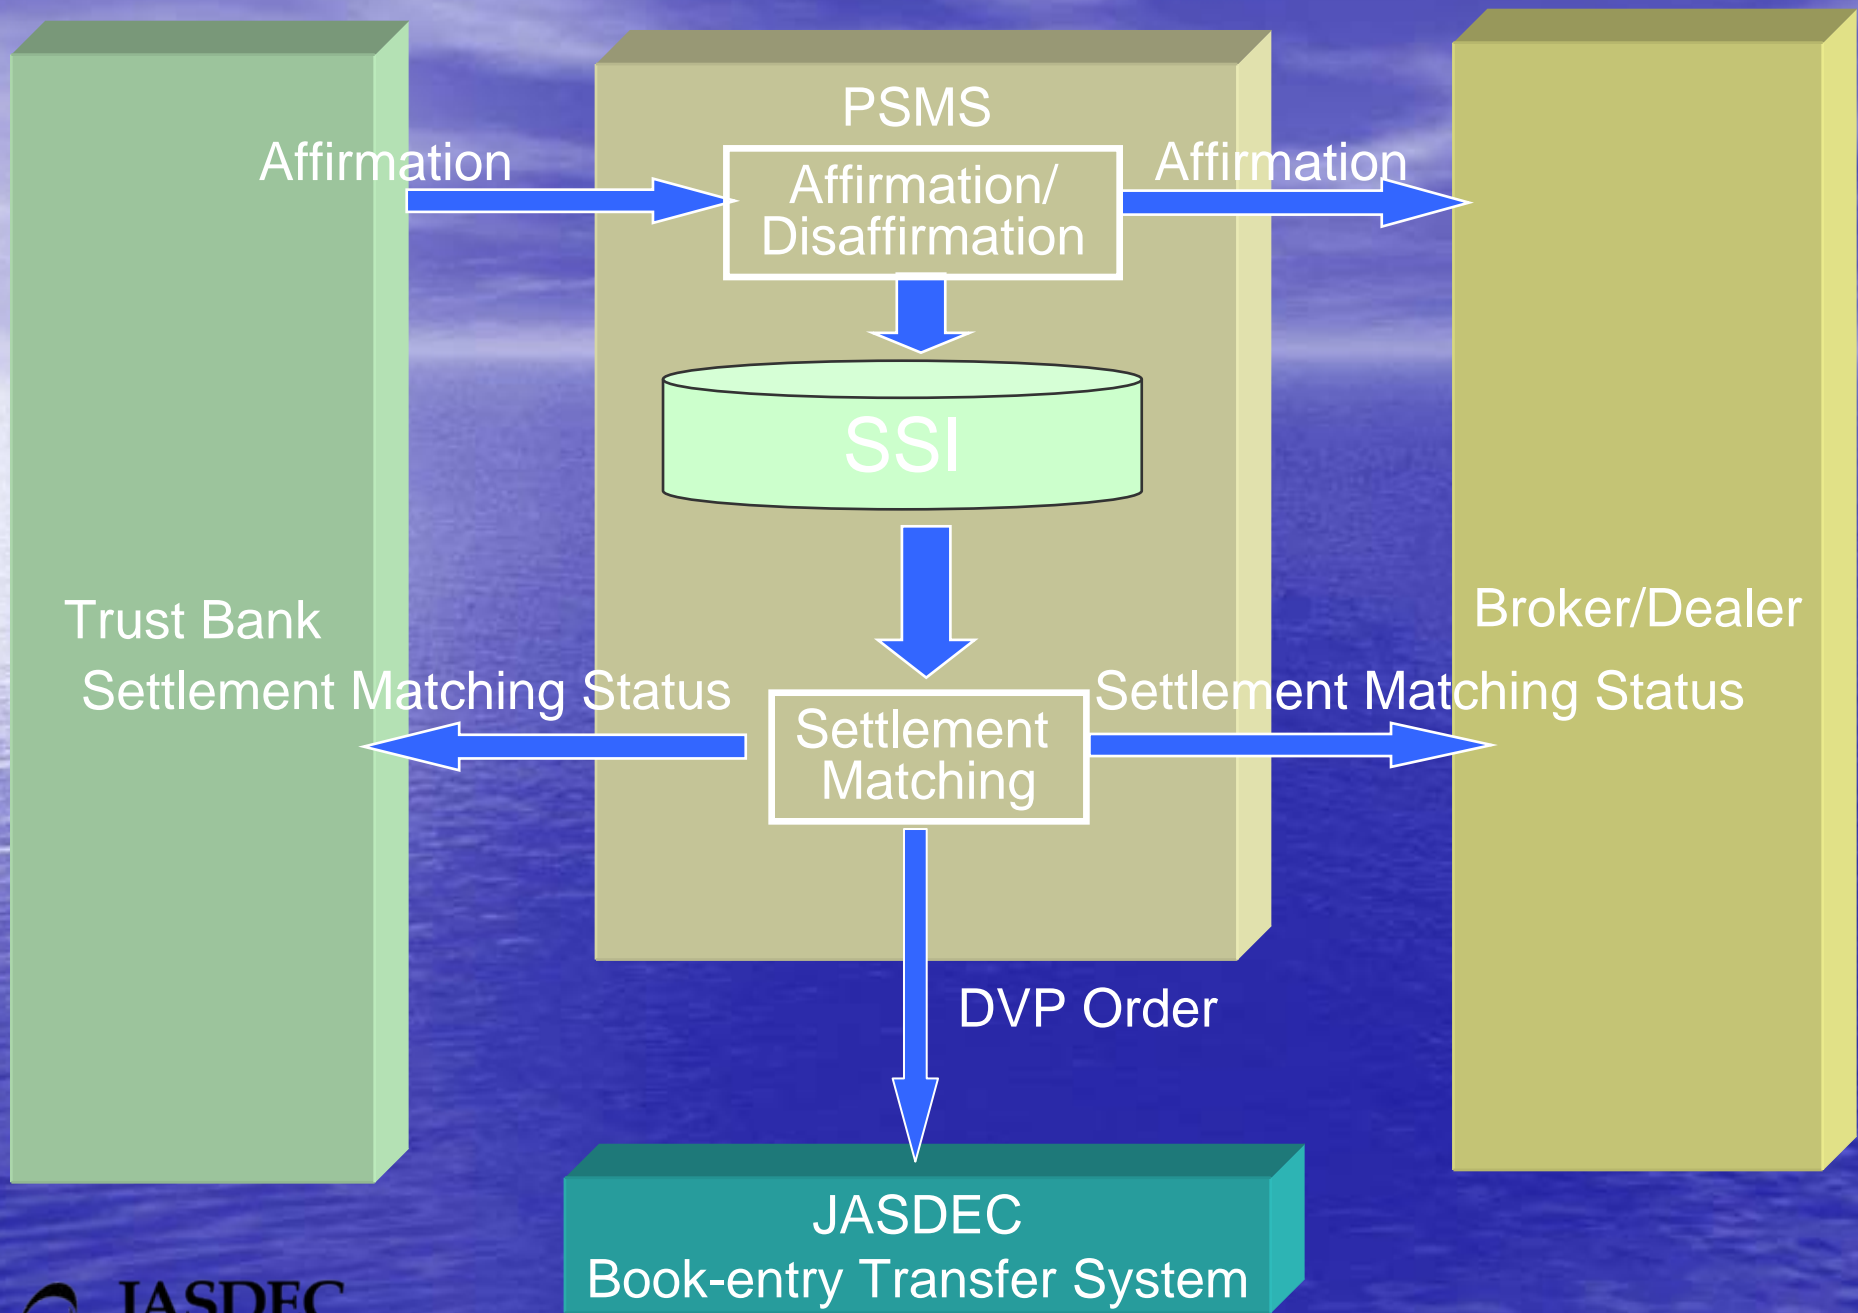 PSMS
Affirmation
Affirmation/
Disaffirmation
Affirmation
SSI
Trust Bank
Broker/Dealer
Settlement Matching Status
Settlement
Matching
Settlement Matching Status
DVP Order
JASDEC
Book-entry Transfer System
JASDEC